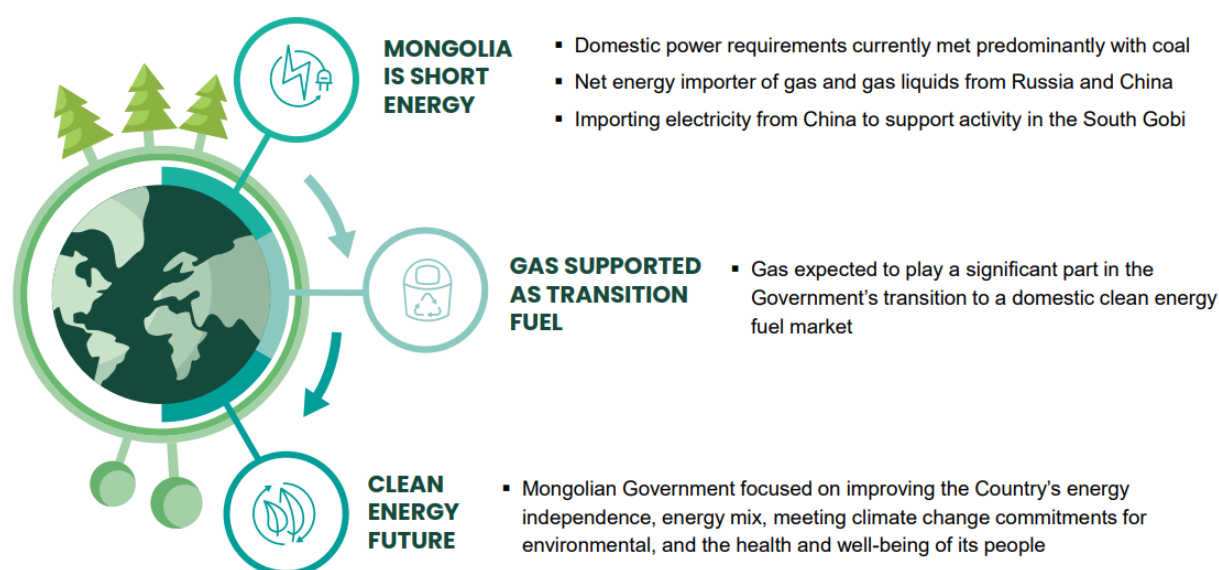 MONGOLIA
IS SHORT
ENERGY
▪ Domestic power requirements currently met predominantly with coal
▪ Net energy importer of gas and gas liquids from Russia and China
▪ Importing electricity from China to support activity in the South Gobi
GAS SUPPORTED
AS TRANSITION
FUEL
▪ Gas expected to play a significant part in the
Government’s transition to a domestic clean energy
fuel market
CLEAN
ENERGY
FUTURE
▪ Mongolian Government focused on improving the Country’s energy
independence, energy mix, meeting climate change commitments for
environmental, and the health and well-being of its people